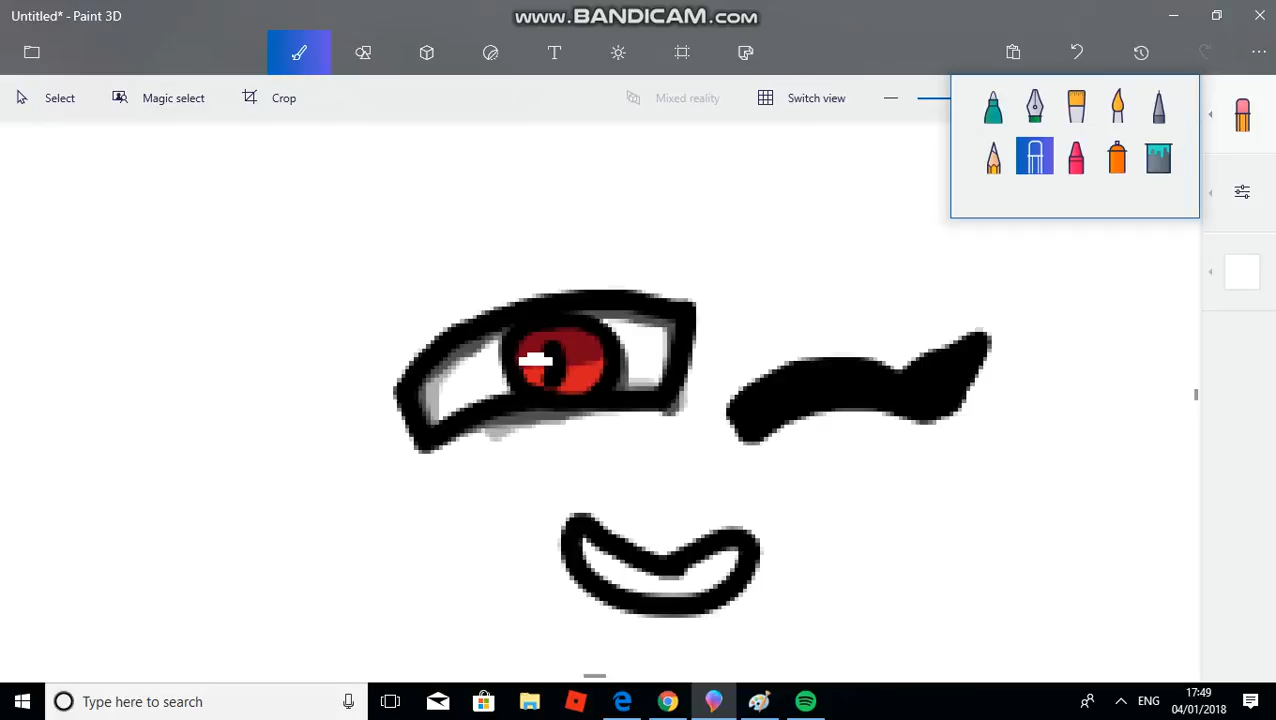 Untitled* - Paint 3D
www.BANDICAM.com
Select
Magic select
Crop
Mixed reality
Switch view
Type here to search
ENG
17:49
04/01/2018